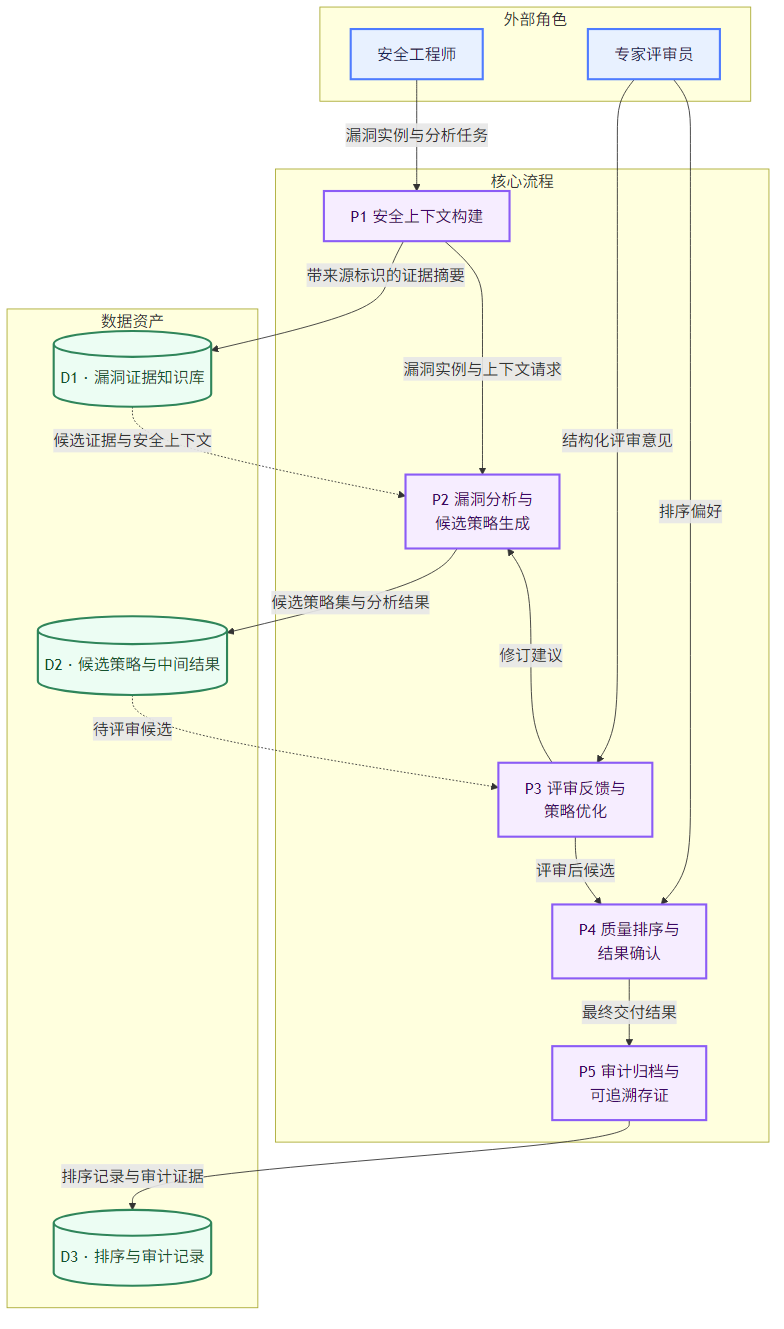 外部角色
安全工程师
专家评审员
漏洞实例与分析任务
核心流程
P1 安全上下文构建
带来源标识的证据摘要
数据资产
D1 · 漏洞证据知识库
漏洞实例与上下文请求
候选证据与安全上下文
结构化评审意见
P2 漏洞分析与
候选策略生成
排序偏好
候选策略集与分析结果
修订建议
D2 · 候选策略与中间结果
待评审候选
P3 评审反馈与
策略优化
评审后候选
P4 质量排序与
结果确认
最终交付结果
P5 审计归档与
可追溯存证
排序记录与审计证据
D3 · 排序与审计记录